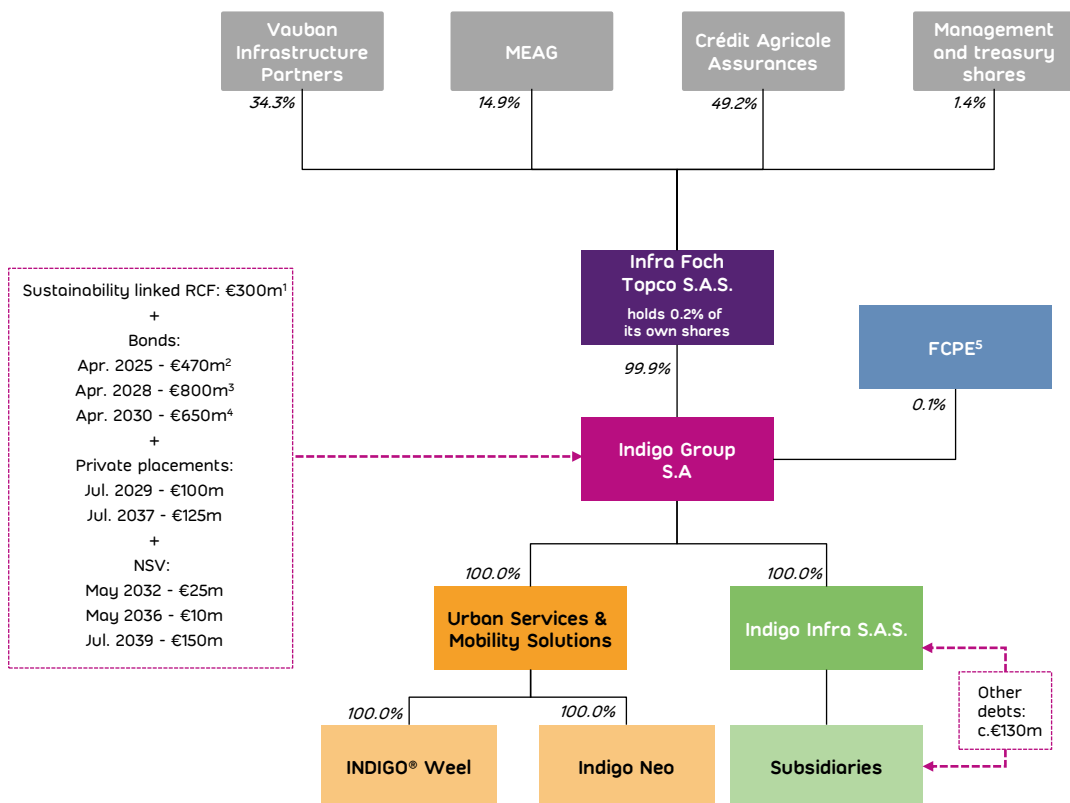 Vauban
Infrastructure
Partners
MEAG
Crédit Agricole
Assurances
Management
and treasury
shares
34.3%
14.9%
49.2%
1.4%
Infra Foch
Topco S.A.S.
holds 0.2% of
its own shares
FCPE⁵
99.9%
0.1%
Sustainability linked RCF: €300m¹
+
Bonds:
Apr. 2025 - €470m²
Apr. 2028 - €800m³
Apr. 2030 - €650m⁴
+
Private placements:
Jul. 2029 - €100m
Jul. 2037 - €125m
+
NSV:
May 2032 - €25m
May 2036 - €10m
Jul. 2039 - €150m
Indigo Group
S.A
100.0%
100.0%
Urban Services &
Mobility Solutions
Indigo Infra S.A.S.
Other
debts:
c.€130m
100.0%
100.0%
INDIGO® Weel
Indigo Neo
Subsidiaries